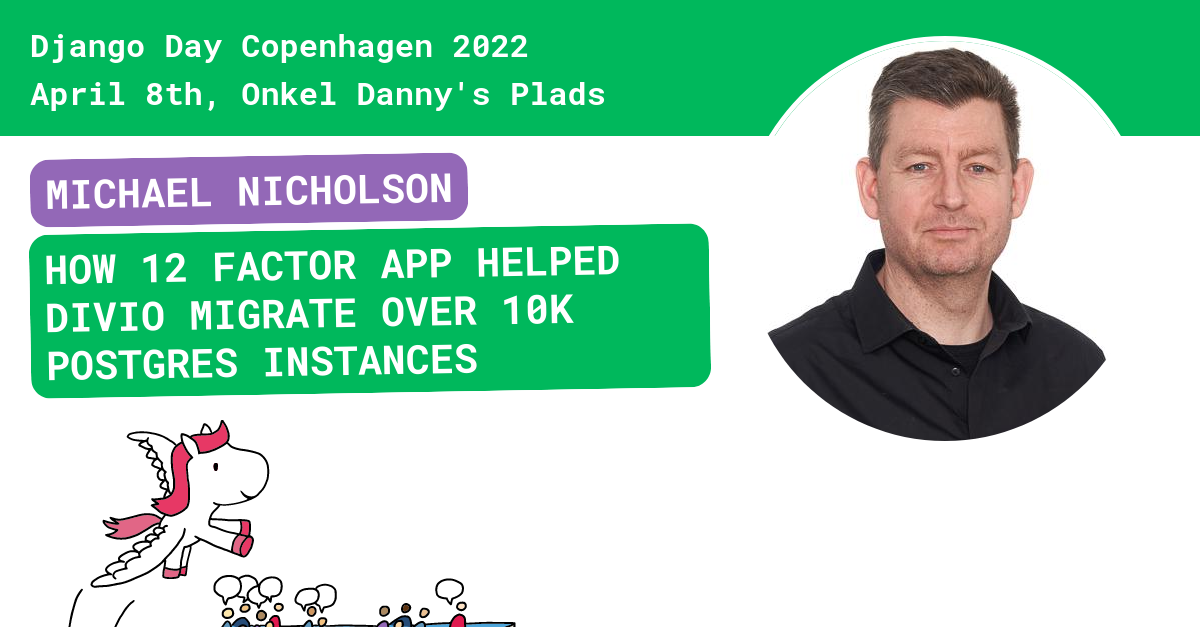 Django Day Copenhagen 2022
April 8th, Onkel Danny's Plads
MICHAEL NICHOLSON
HOW 12 FACTOR APP HELPED
DIVIO MIGRATE OVER 10K
POSTGRES INSTANCES